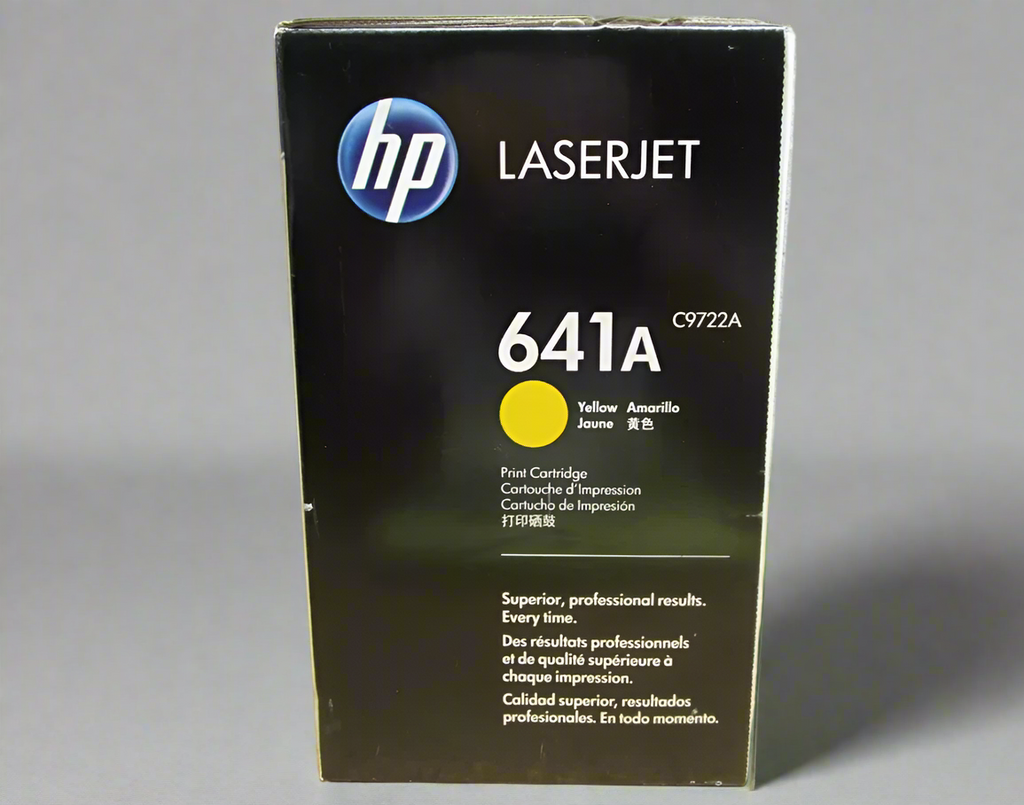 hp LASERJET
641A C9722A
Yellow Amarillo
Jaune 黄色
Print Cartridge
Cartouche d'Impression
Cartucho de Impresión
打印硒鼓
Superior, professional results.
Every time.
Des résultats professionnels
et de qualité supérieure à
chaque impression.
Calidad superior, resultados
profesionales. En todo momento.